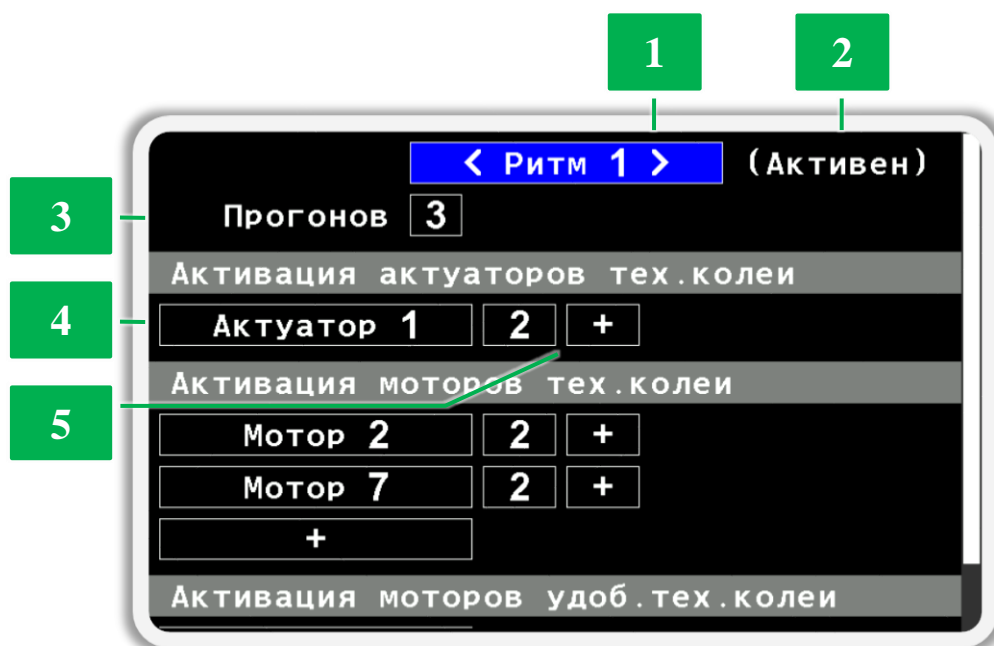 1 2
< Ритм 1 > (Активен)
3 Прогонов 3
Активация актуаторов тех.колеи
4 Актуатор 1 2 +
Активация моторов тех.колеи
5
Мотор 2 2 +
Мотор 7 2 +
+
Активация моторов удоб.тех.колеи